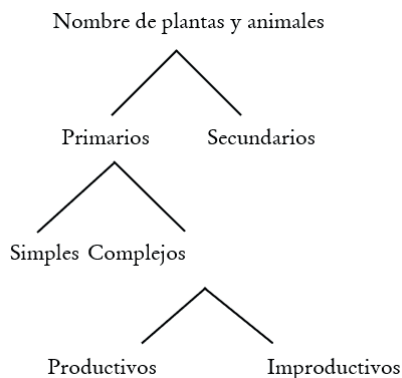 Nombre de plantas y animales
Primarios Secundarios
Simples Complejos
Productivos Improductivos